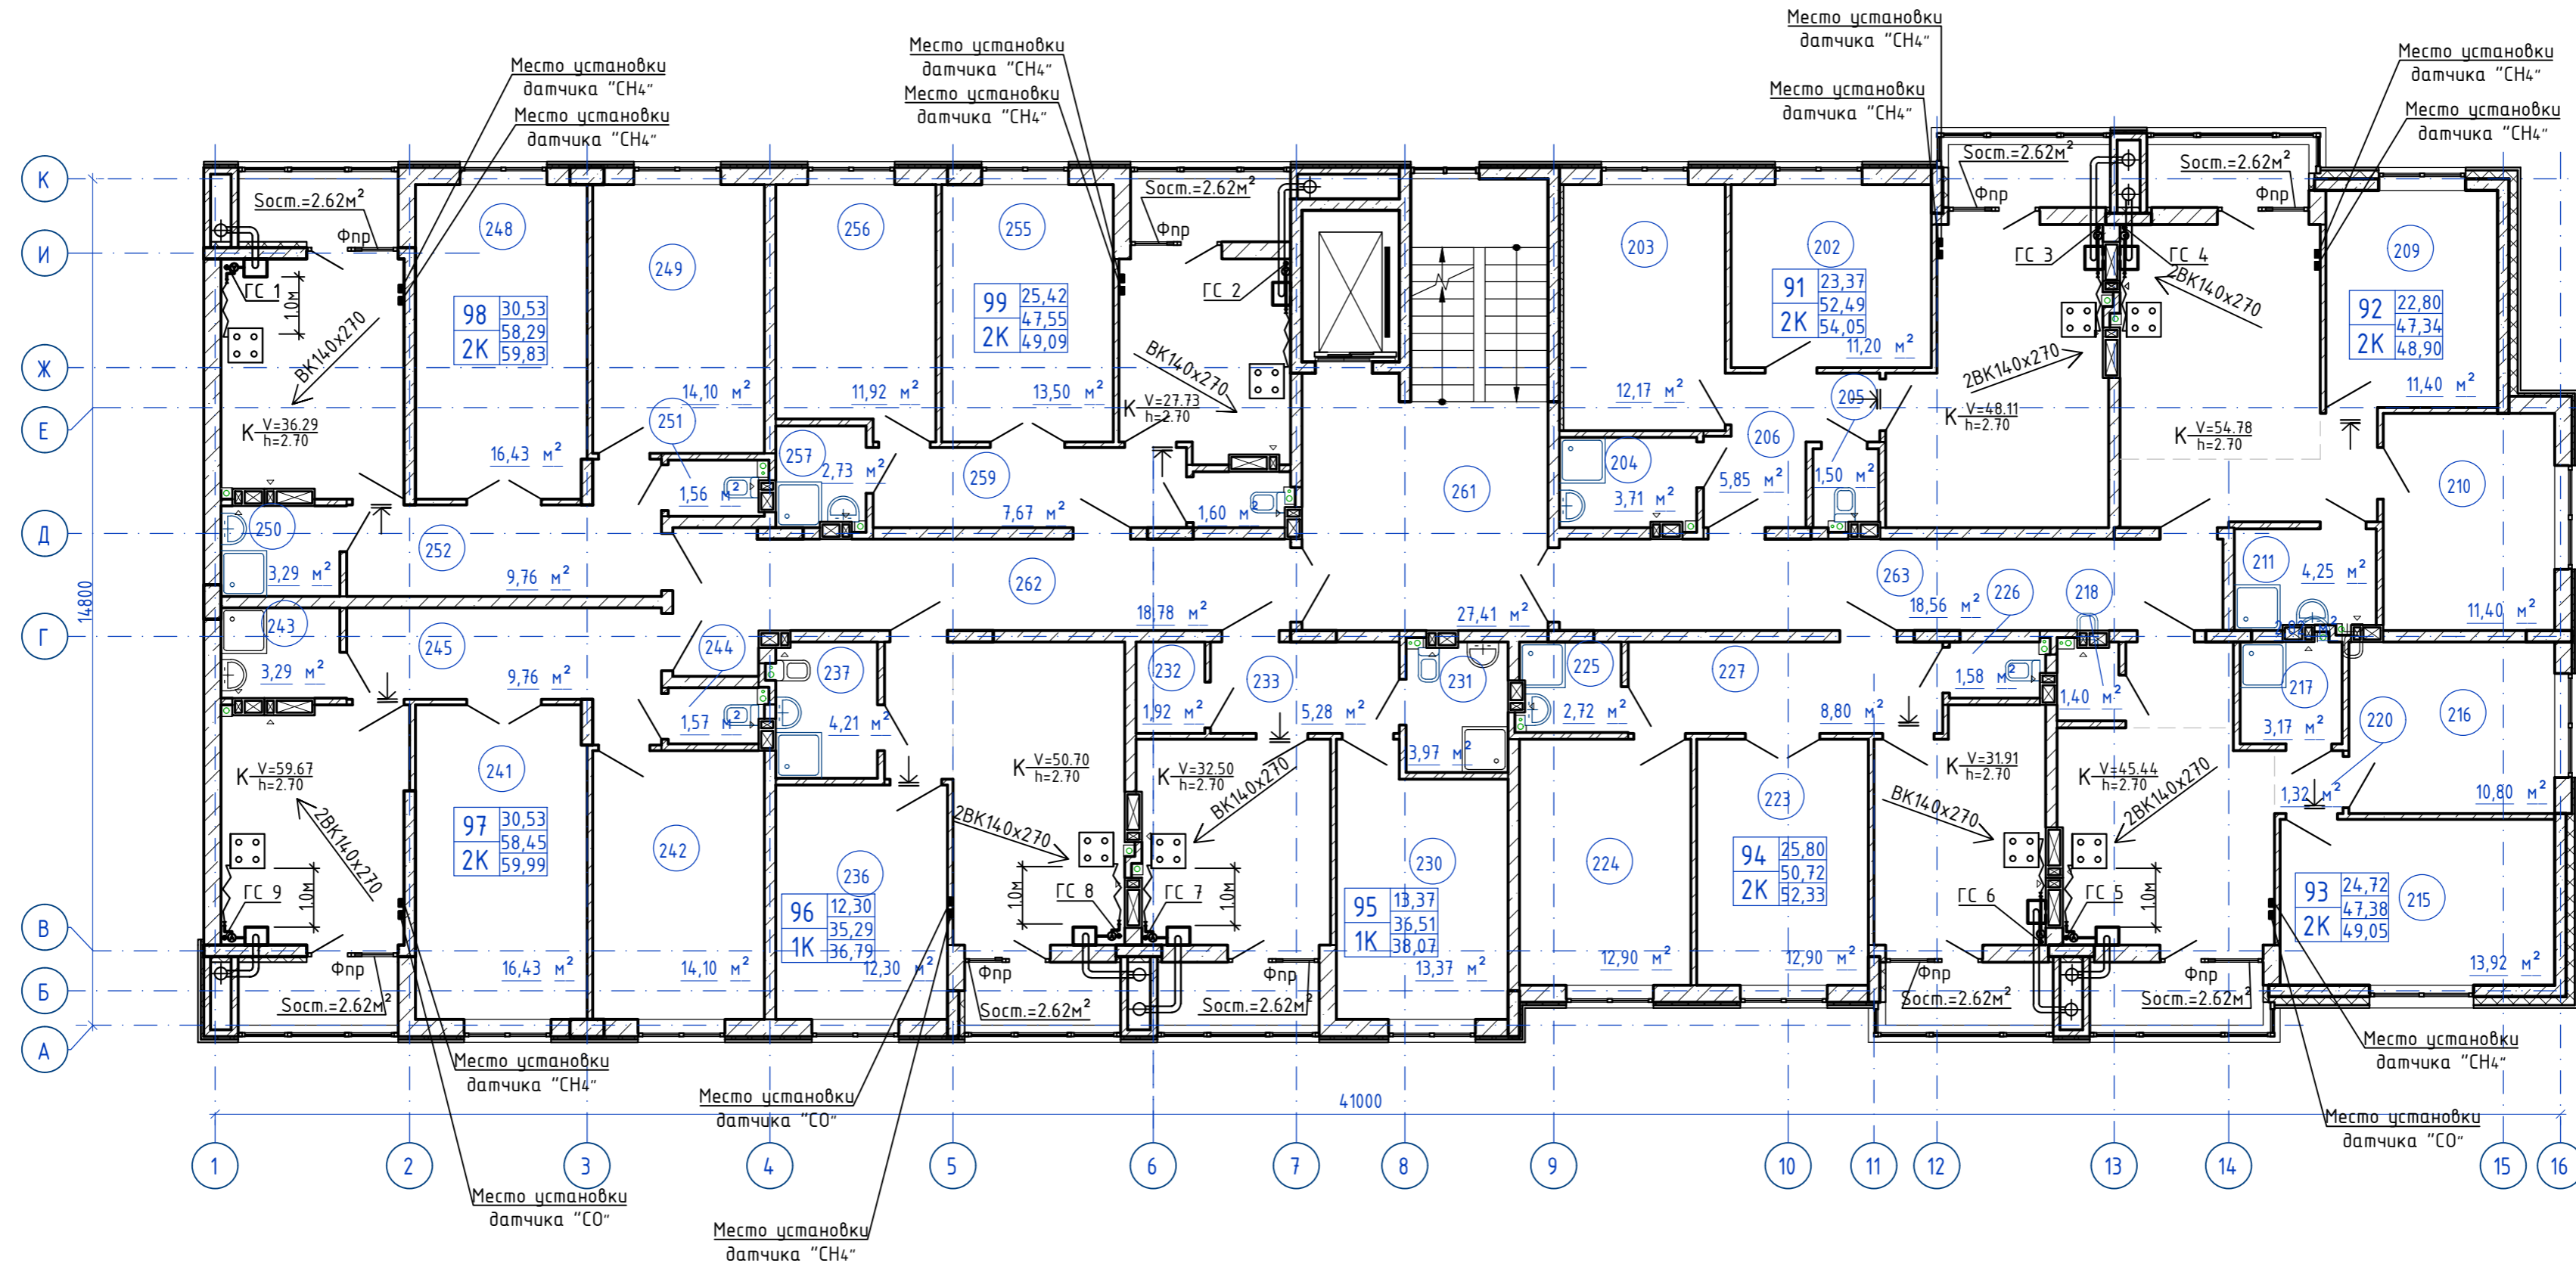 Место установки
датчика "СН4"
Место установки
датчика "СН4"
Место установки
датчика "СН4"
Место установки
датчика "СН4"
Место установки
датчика "СН4"
Место установки
датчика "СН4"
Место установки
датчика "СН4"
Место установки
датчика "СН4"
К
И
Ж
Е
Д
Г
В
Б
А
14800
Sост.=2.62м²
Фпр
ГС 1
1.0м
ВК140х270
К V=36.29
h=2.70
248
98 30,53
58,29
2К 59,83
16,43 м²
249
14,10 м²
251
1,56 м²
256
11,92 м²
255
99 25,42
47,55
2К 49,09
13,50 м²
Sост.=2.62м²
Фпр
ГС 2
ВК140х270
К V=27.73
h=2.70
257
2,73 м²
259
7,67 м²
1,60 м²
261
27,41 м²
203
12,17 м²
202
91 23,37
52,49
2К 54,05
11,20 м²
204
3,71 м²
205
206
5,85 м²
1,50 м²
Sост.=2.62м²
Фпр
ГС 3
2ВК140х270
К V=48.11
h=2.70
Sост.=2.62м²
Фпр
ГС 4
2ВК140х270
К V=54.78
h=2.70
209
92 22,80
47,34
2К 48,90
11,40 м²
210
11,40 м²
211
4,25 м²
250
3,29 м²
252
9,76 м²
262
18,78 м²
263
18,56 м²
226
218
243
3,29 м²
245
9,76 м²
244
1,57 м²
237
4,21 м²
232
1,92 м²
233
5,28 м²
231
3,97 м²
225
2,72 м²
227
8,80 м²
1,58 м²
1,40 м²
217
3,17 м²
220
1,32 м²
216
10,80 м²
К V=59.67
h=2.70
2ВК140х270
ГС 9
1.0м
Фпр
Sост.=2.62м²
241
97 30,53
58,45
2К 59,99
16,43 м²
242
14,10 м²
236
96 12,30
35,29
1К 36,79
12,30 м²
К V=50.70
h=2.70
2ВК140х270
1.0м
ГС 8
Фпр
Sост.=2.62м²
К V=32.50
h=2.70
ВК140х270
ГС 7
1.0м
Фпр
Sост.=2.62м²
230
95 13,37
36,51
1К 38,07
13,37 м²
224
12,90 м²
223
94 25,80
50,72
2К 52,33
12,90 м²
К V=31.91
h=2.70
ВК140х270
ГС 6
Фпр
Sост.=2.62м²
К V=45.44
h=2.70
2ВК140х270
ГС 5
1.0м
Фпр
Sост.=2.62м²
93 24,72
47,38
2К 49,05
215
13,92 м²
Место установки
датчика "СН4"
Место установки
датчика "СО"
Место установки
датчика "СО"
Место установки
датчика "СН4"
Место установки
датчика "СН4"
Место установки
датчика "СО"
41000
1
2
3
4
5
6
7
8
9
10
11
12
13
14
15
16